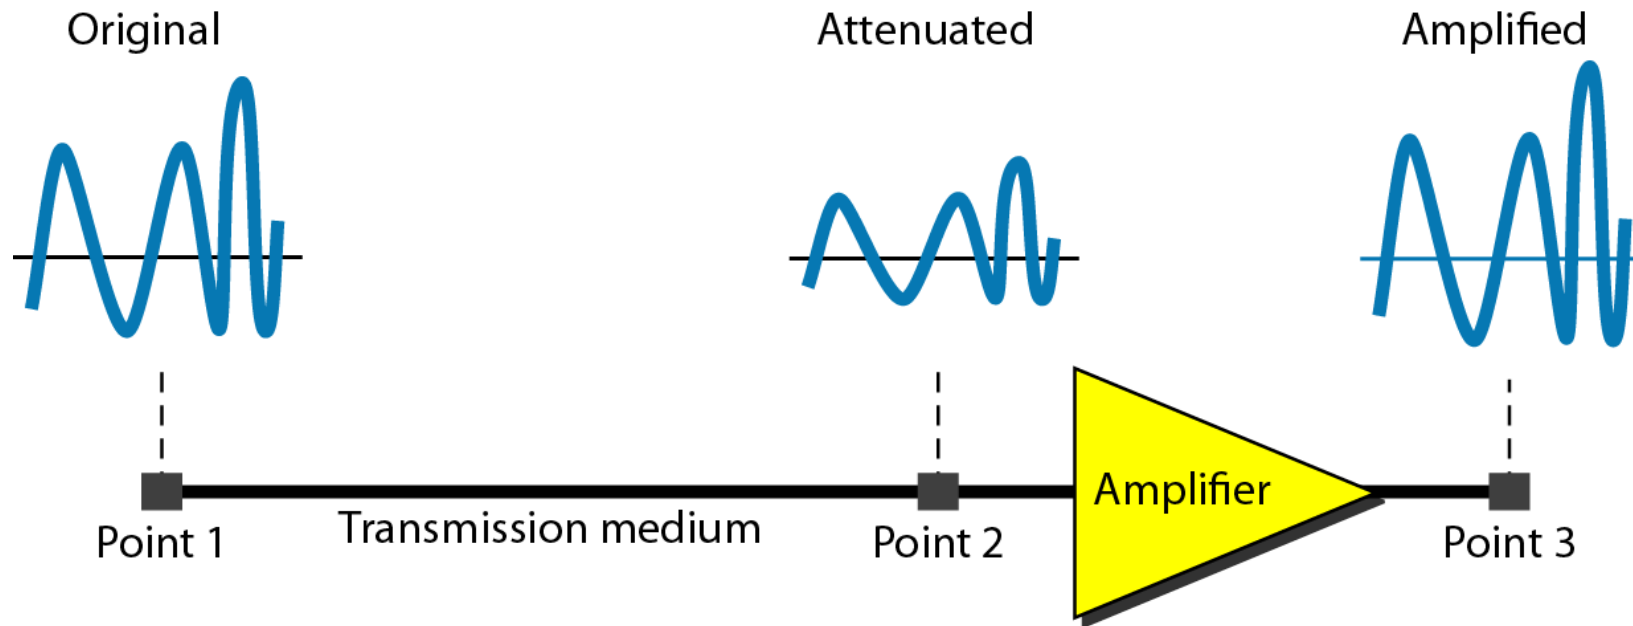 Original
Attenuated
Amplified
Amplifier
Transmission medium
Point 1
Point 2
Point 3